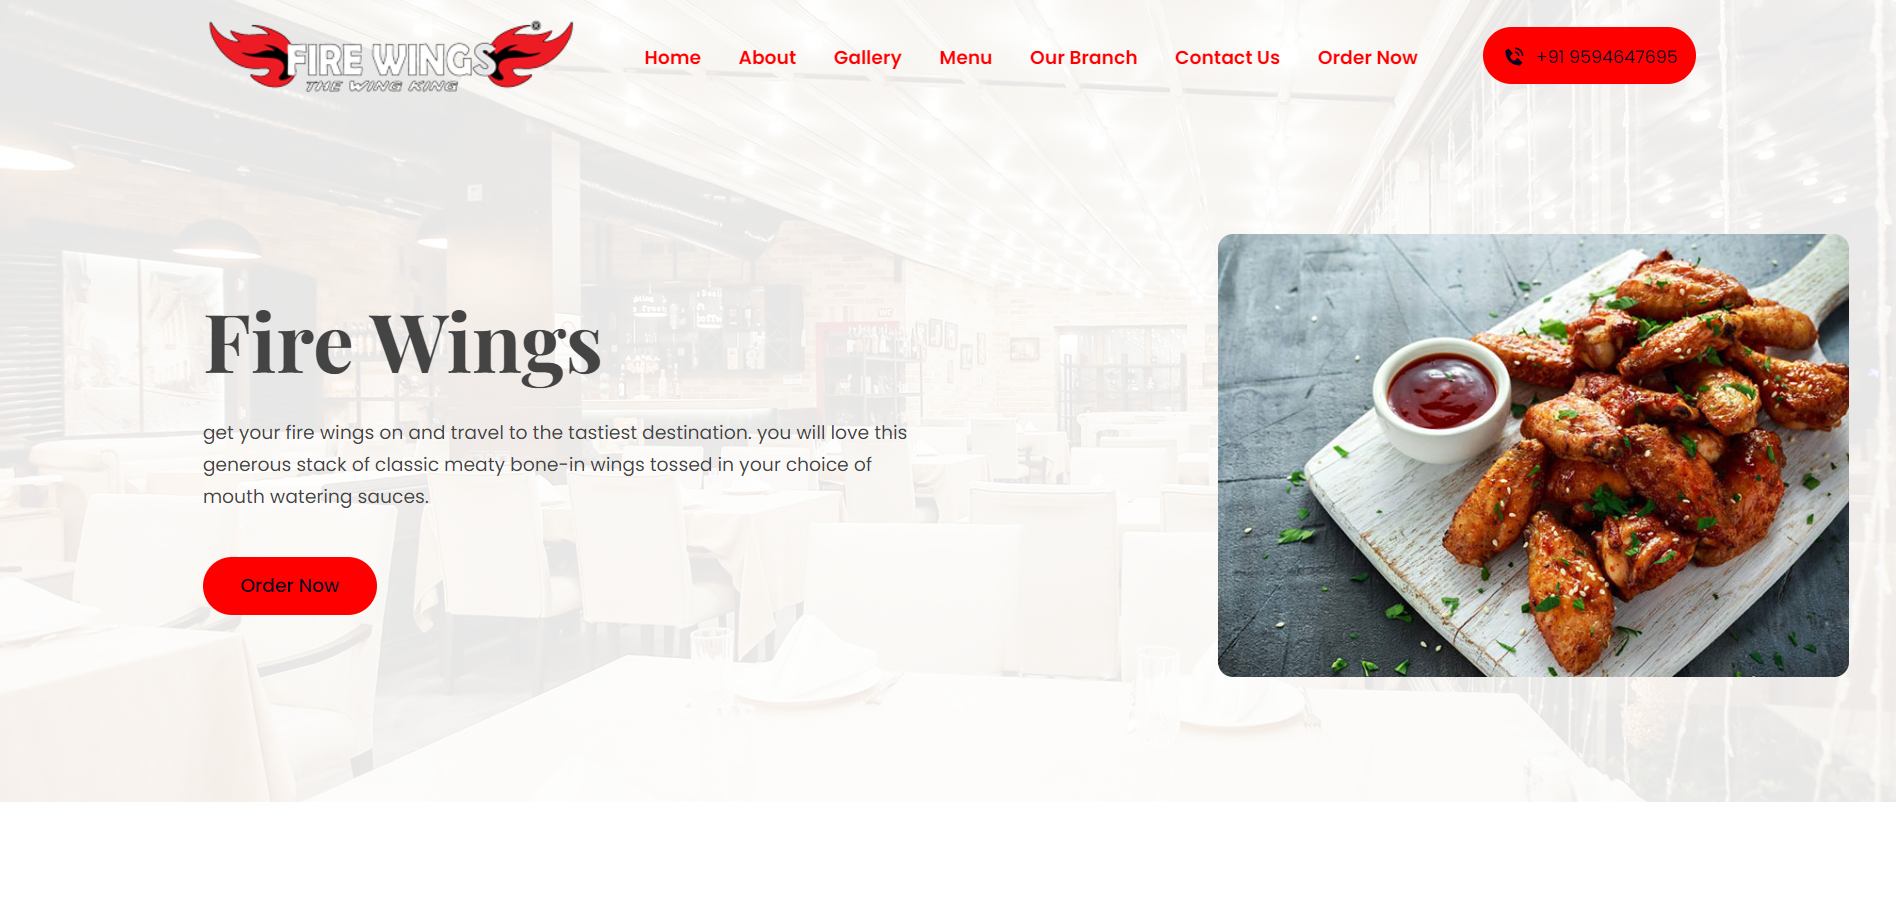 FIRE WINGS
THE WING KING
Home About Gallery Menu Our Branch Contact Us Order Now
+91 9594647695
Fire Wings
get your fire wings on and travel to the tastiest destination. you will love this
generous stack of classic meaty bone-in wings tossed in your choice of
mouth watering sauces.
Order Now